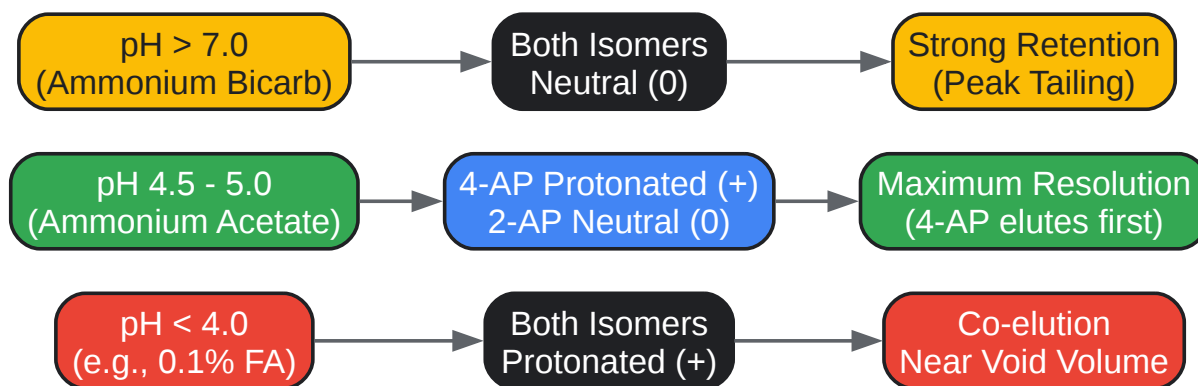 pH > 7.0
(Ammonium Bicarb)
Both Isomers
Neutral (0)
Strong Retention
(Peak Tailing)
pH 4.5 - 5.0
(Ammonium Acetate)
4-AP Protonated (+)
2-AP Neutral (0)
Maximum Resolution
(4-AP elutes first)
pH < 4.0
(e.g., 0.1% FA)
Both Isomers
Protonated (+)
Co-elution
Near Void Volume